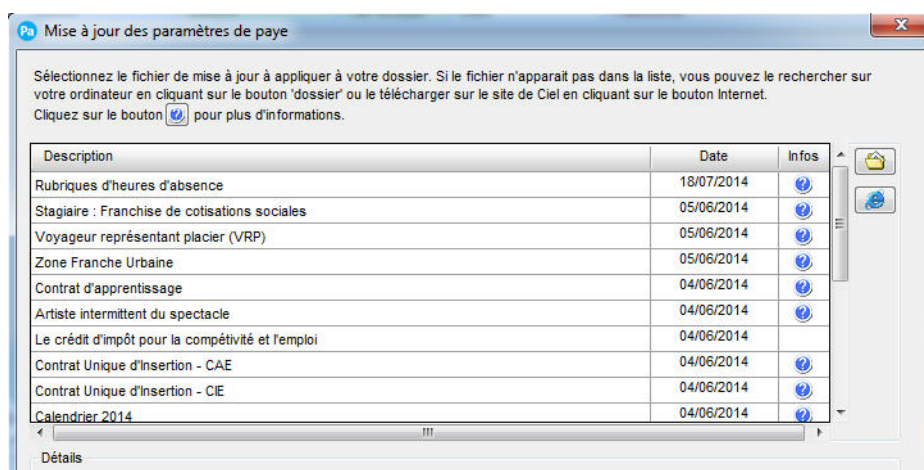 Pa Mise à jour des paramètres de paye
Sélectionnez le fichier de mise à jour à appliquer à votre dossier. Si le fichier n'apparait pas dans la liste, vous pouvez le rechercher sur
votre ordinateur en cliquant sur le bouton 'dossier' ou le télécharger sur le site de Ciel en cliquant sur le bouton Internet.
Cliquez sur le bouton ? pour plus d'informations.
Description Date Infos
Rubriques d'heures d'absence 18/07/2014 ?
Stagiaire : Franchise de cotisations sociales 05/06/2014 ?
Voyageur représentant placier (VRP) 05/06/2014 ?
Zone Franche Urbaine 05/06/2014 ?
Contrat d'apprentissage 04/06/2014 ?
Artiste intermittent du spectacle 04/06/2014 ?
Le crédit d'impôt pour la compétivité et l'emploi 04/06/2014
Contrat Unique d'Insertion - CAE 04/06/2014 ?
Contrat Unique d'Insertion - CIE 04/06/2014 ?
Calendrier 2014 04/06/2014 ?
Détails